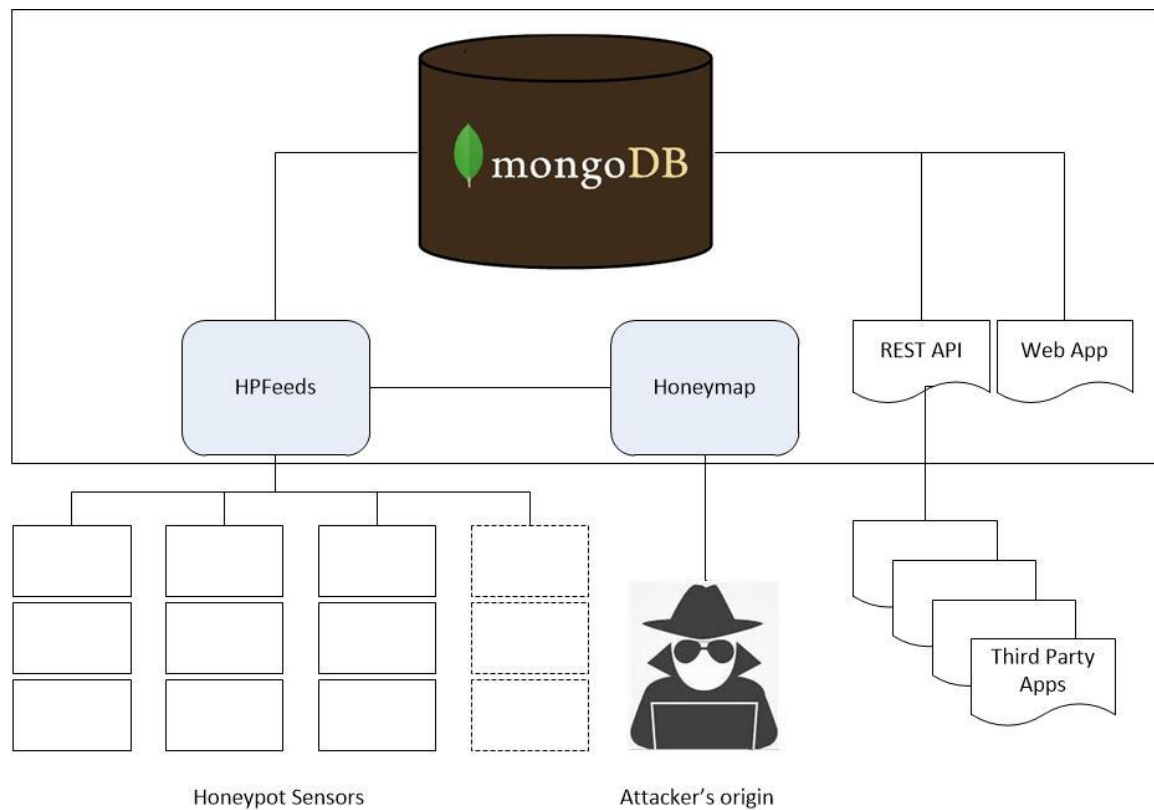 mongoDB
HPFeeds
Honeymap
REST API
Web App
Third Party
Apps
Honeypot Sensors
Attacker's origin